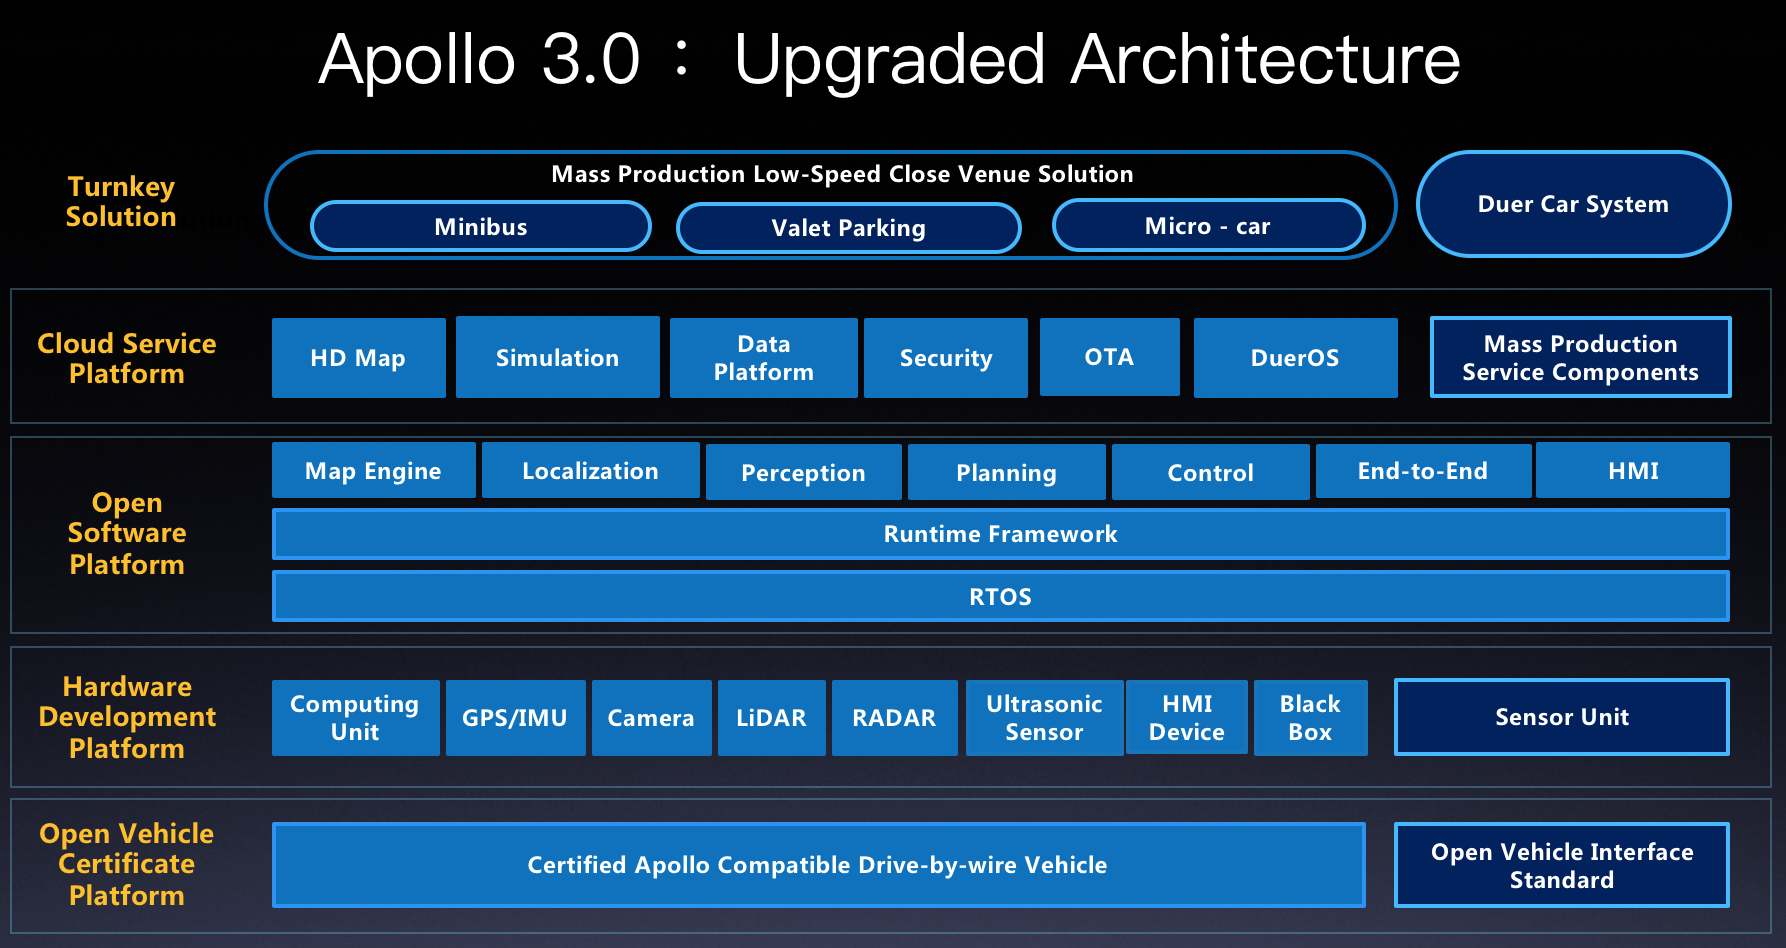 Apollo 3.0： Upgraded Architecture
Turnkey
Solution
Mass Production Low-Speed Close Venue Solution
Minibus
Valet Parking
Micro - car
Duer Car System
Cloud Service
Platform
HD Map
Simulation
Data
Platform
Security
OTA
DuerOS
Mass Production
Service Components
Open
Software
Platform
Map Engine
Localization
Perception
Planning
Control
End-to-End
HMI
Runtime Framework
RTOS
Hardware
Development
Platform
Computing
Unit
GPS/IMU
Camera
LiDAR
RADAR
Ultrasonic
Sensor
HMI
Device
Black
Box
Sensor Unit
Open Vehicle
Certificate
Platform
Certified Apollo Compatible Drive-by-wire Vehicle
Open Vehicle Interface
Standard